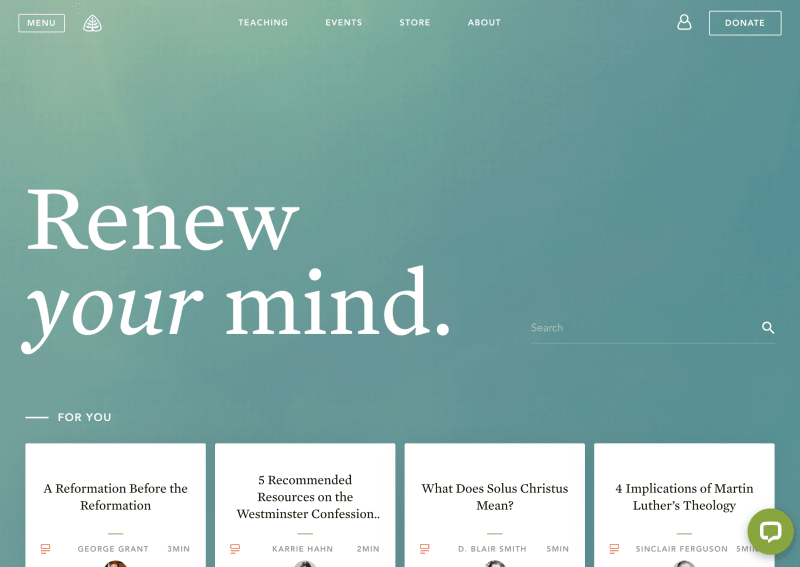 MENU
TEACHING
EVENTS
STORE
ABOUT
DONATE
Renew
your mind.
Search
FOR YOU
A Reformation Before the
Reformation
GEORGE GRANT 3MIN
5 Recommended
Resources on the
Westminster Confession..
KARRIE HAHN 2MIN
What Does Solus Christus
Mean?
D. BLAIR SMITH 5MIN
4 Implications of Martin
Luther's Theology
SINCLAIR FERGUSON 5MIN